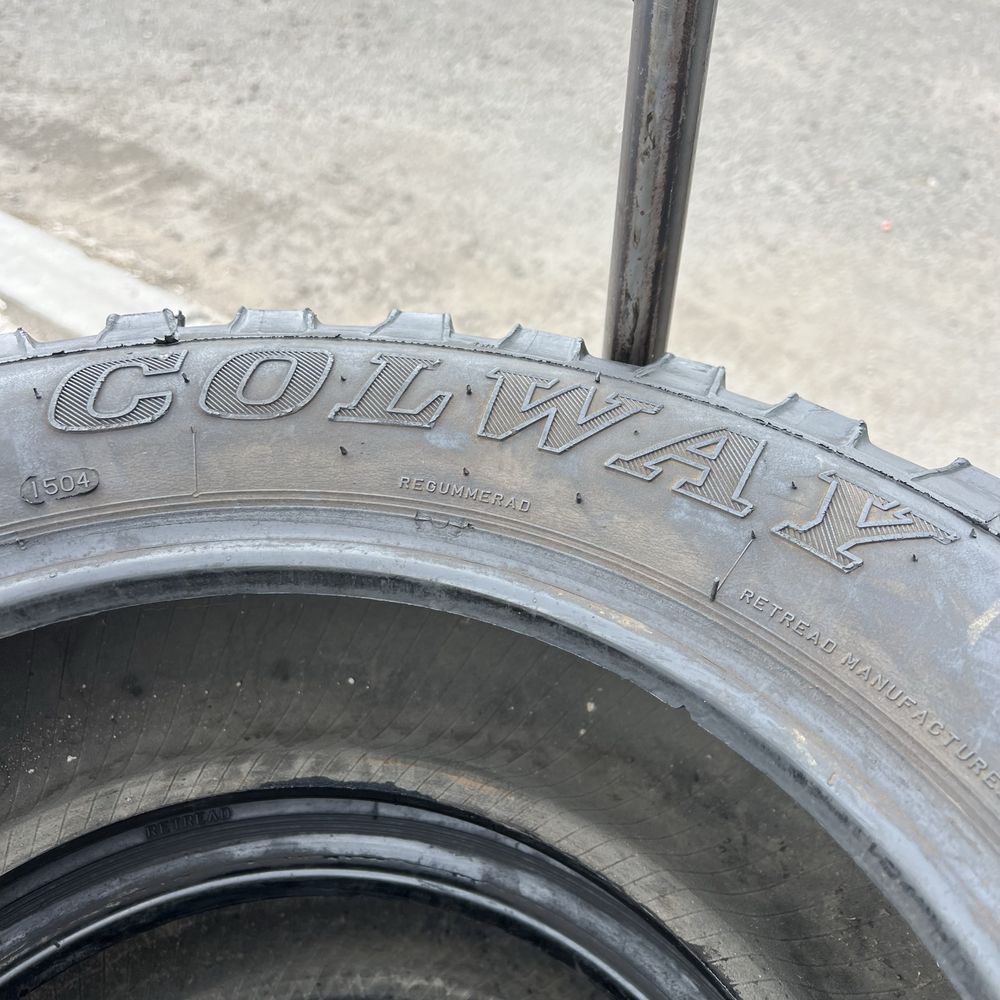 COLWAY
1504
REGUMMERAD
RETREAD MANUFACTURE
RETREAD